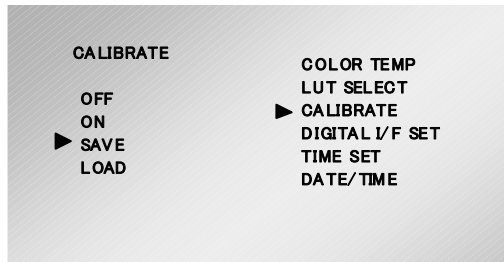 CALIBRATE
OFF
ON
SAVE
LOAD
COLOR TEMP
LUT SELECT
CALIBRATE
DIGITAL I/F SET
TIME SET
DATE/TIME